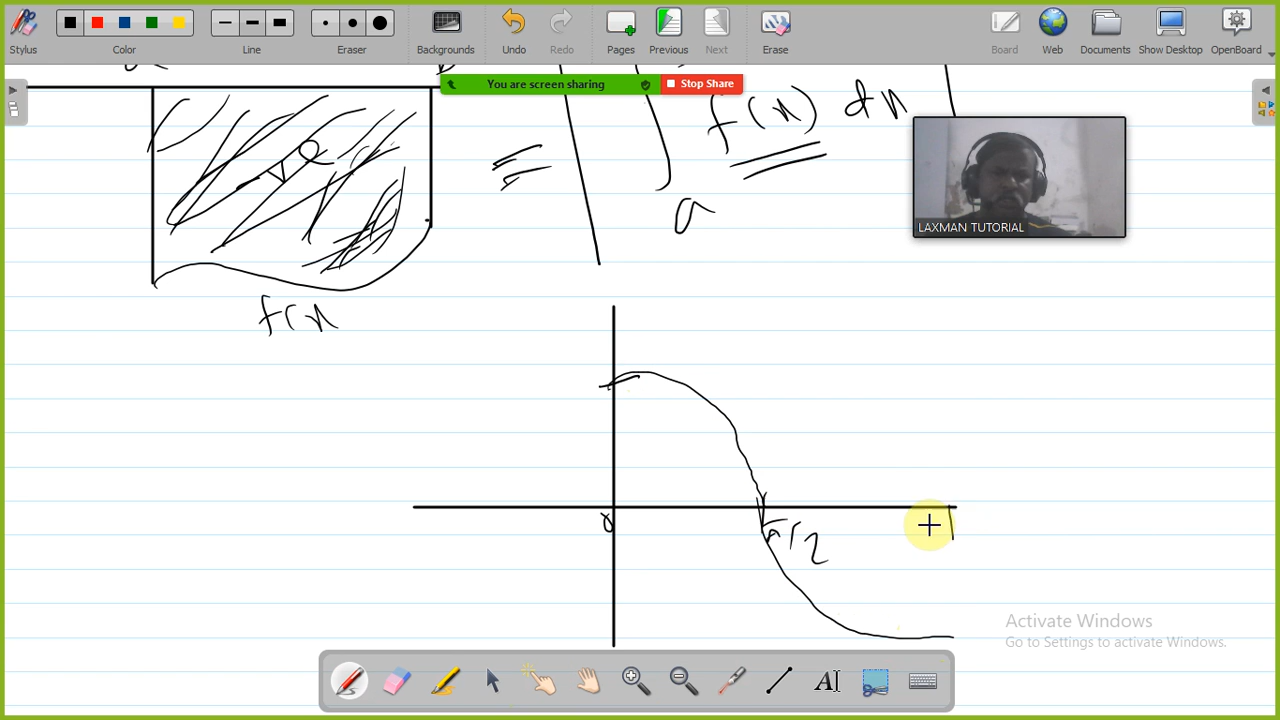 Stylus
Color
Line
Eraser
Backgrounds
Undo
Redo
Pages
Previous
Next
Erase
Board
Web
Documents
Show Desktop
OpenBoard
You are screen sharing
Stop Share
f(x) dx
-ve
=
a
LAXMAN TUTORIAL
f(x
0
π/2
Activate Windows
Go to Settings to activate Windows.